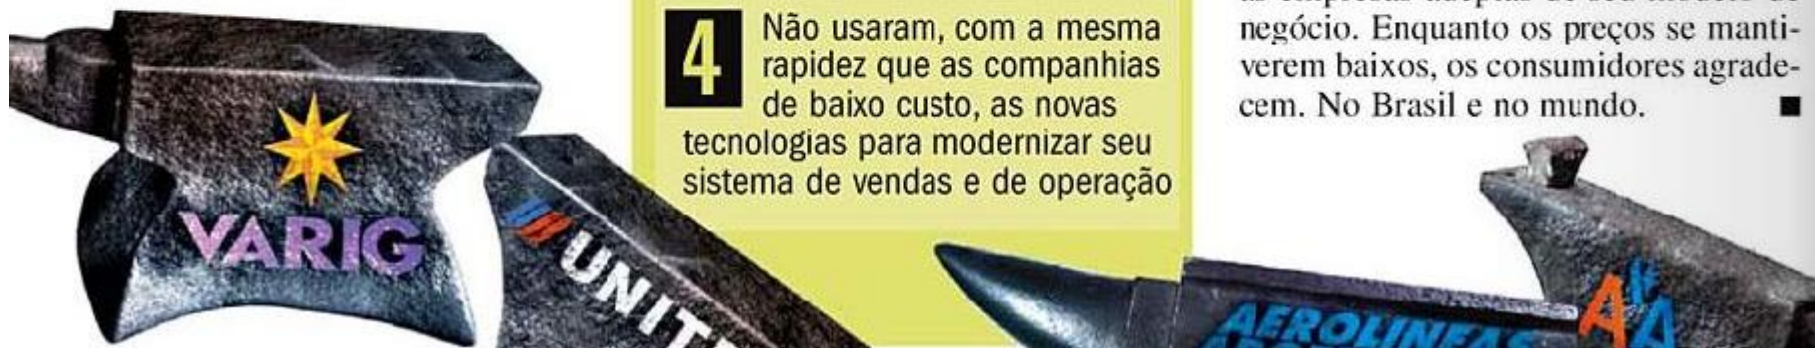 4
Não usaram, com a mesma
rapidez que as companhias
de baixo custo, as novas
tecnologias para modernizar seu
sistema de vendas e de operação
negócio. Enquanto os preços se manti-
verem baixos, os consumidores agrade-
cem. No Brasil e no mundo.
VARIG
UNIT
AEROLINEAS
AA